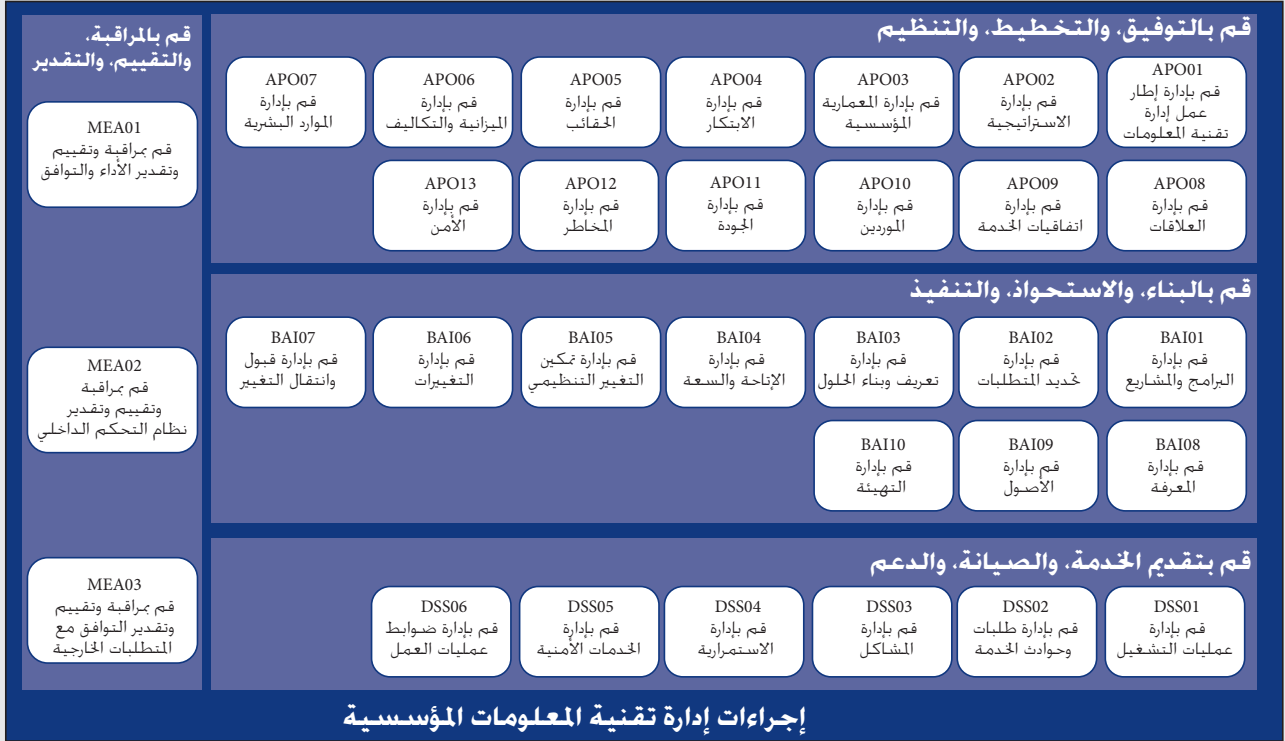 قم بالتوفيق، والتخطيط، والتنظيم
APO01
قم بإدارة إطار
عمل إدارة
تقنية المعلومات
APO02
قم بإدارة
الاستراتيجية
APO03
قم بإدارة المعمارية
المؤسسية
APO04
قم بإدارة
الابتكار
APO05
قم بإدارة
الحقائب
APO06
قم بإدارة
الميزانية والتكاليف
APO07
قم بإدارة
الموارد البشرية
APO08
قم بإدارة
العلاقات
APO09
قم بإدارة
اتفاقيات الخدمة
APO10
قم بإدارة
الموردين
APO11
قم بإدارة
الجودة
APO12
قم بإدارة
المخاطر
APO13
قم بإدارة
الأمن
قم بالبناء، والاستحواذ، والتنفيذ
BAI01
قم بإدارة
البرامج والمشاريع
BAI02
قم بإدارة
تحديد المتطلبات
BAI03
قم بإدارة
تعريف وبناء الحلول
BAI04
قم بإدارة
الإتاحة والسعة
BAI05
قم بإدارة تمكين
التغيير التنظيمي
BAI06
قم بإدارة
التغييرات
BAI07
قم بإدارة قبول
وانتقال التغيير
BAI08
قم بإدارة
المعرفة
BAI09
قم بإدارة
الأصول
BAI10
قم بإدارة
التهيئة
قم بتقديم الخدمة، والصيانة، والدعم
DSS01
قم بإدارة
عمليات التشغيل
DSS02
قم بإدارة طلبات
وحوادث الخدمة
DSS03
قم بإدارة
المشاكل
DSS04
قم بإدارة
الاستمرارية
DSS05
قم بإدارة
الخدمات الأمنية
DSS06
قم بإدارة ضوابط
عمليات العمل
قم بالمراقبة،
والتقييم، والتقدير
MEA01
قم بمراقبة وتقييم
وتقدير الأداء والتوافق
MEA02
قم بمراقبة
وتقييم وتقدير
نظام التحكم الداخلي
MEA03
قم بمراقبة وتقييم
وتقدير التوافق مع
المتطلبات الخارجية
إجراءات إدارة تقنية المعلومات المؤسسية